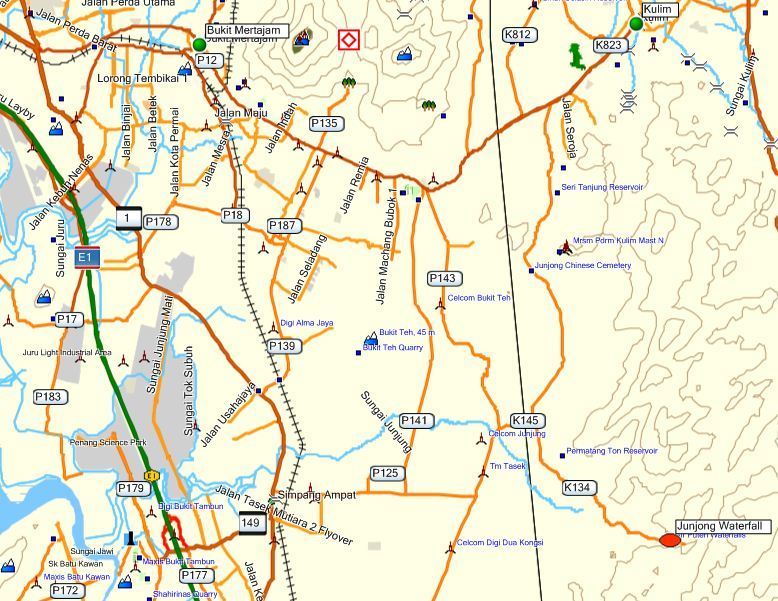 Jalan Perda Utama
Jalan Perda Barat
Bukit Mertajam
Kulim
K812
K823
P12
Lorong Tembikai 1
Jalan Binjai
Jalan Betek
Jalan Kota Permai
Jalan Mesra
Jalan Maju
Jalan Indah
P135
Jalan Seroja
Sungai Kulim
Layby
Jalan Kebun Nenas
Jalan Remia
Seri Tanjung Reservoir
1
P178
P18
P187
Jalan Machang Bubok 1
Sungai Juru
E1
Jalan Seladang
Mrsm Pdrm Kulim Mast N
Junjong Chinese Cemetery
P143
Celcom Bukit Teh
P17
Digi Alma Jaya
Bukit Teh, 45 m
Bukit Teh Quarry
P139
Juru Light Industrial Area
Sungai Junjung Mati
Sungai Tok Subuh
P183
Jalan Usahajaya
Sungai Junjung
P141
K145
Penang Science Park
Celcom Junjung
Permatang Ton Reservoir
Tm Tasek
P125
E1
P179
K134
Simpang Ampat
Jalan Tasek Mutiara 2 Flyover
Digi Bukit Tambun
149
Junjong Waterfall
Sungai Jawi
Celcom Digi Dua Kongsi
Sk Batu Kawan
Maxis Bukit Tambun
Maxis Batu Kawan
P177
P172
Shahirinas Quarry